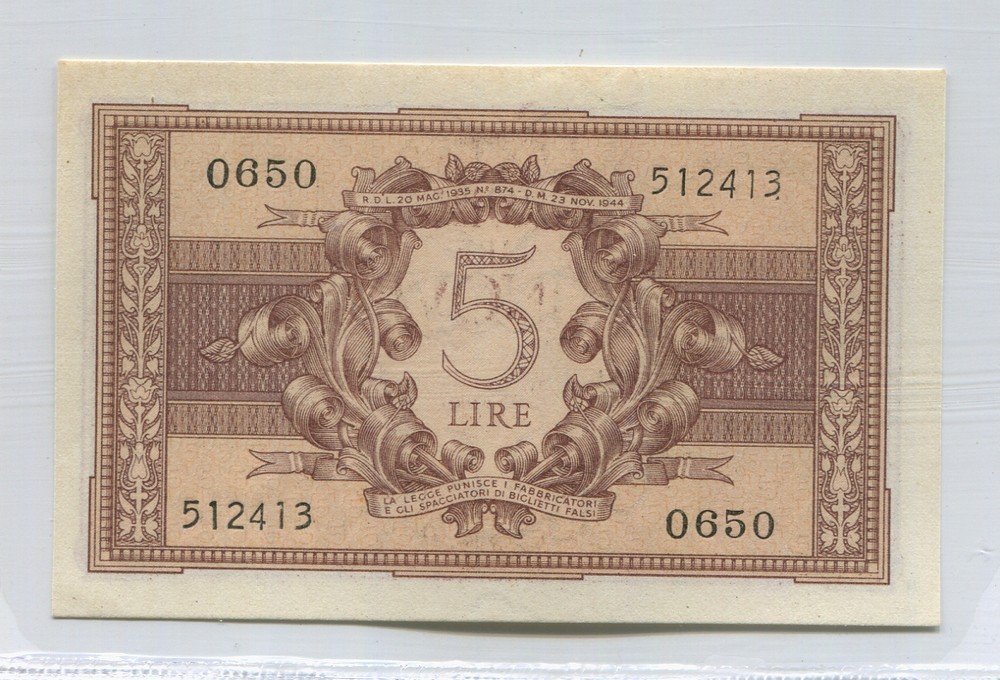 0650
512413
R.D.L. 20 MAG. 1935 N.º 874 - D.M. 23 NOV. 1944
5
LIRE
LA LEGGE PUNISCE I FABBRICATORI
E GLI SPACCIATORI DI BIGLIETTI FALSI
512413
0650